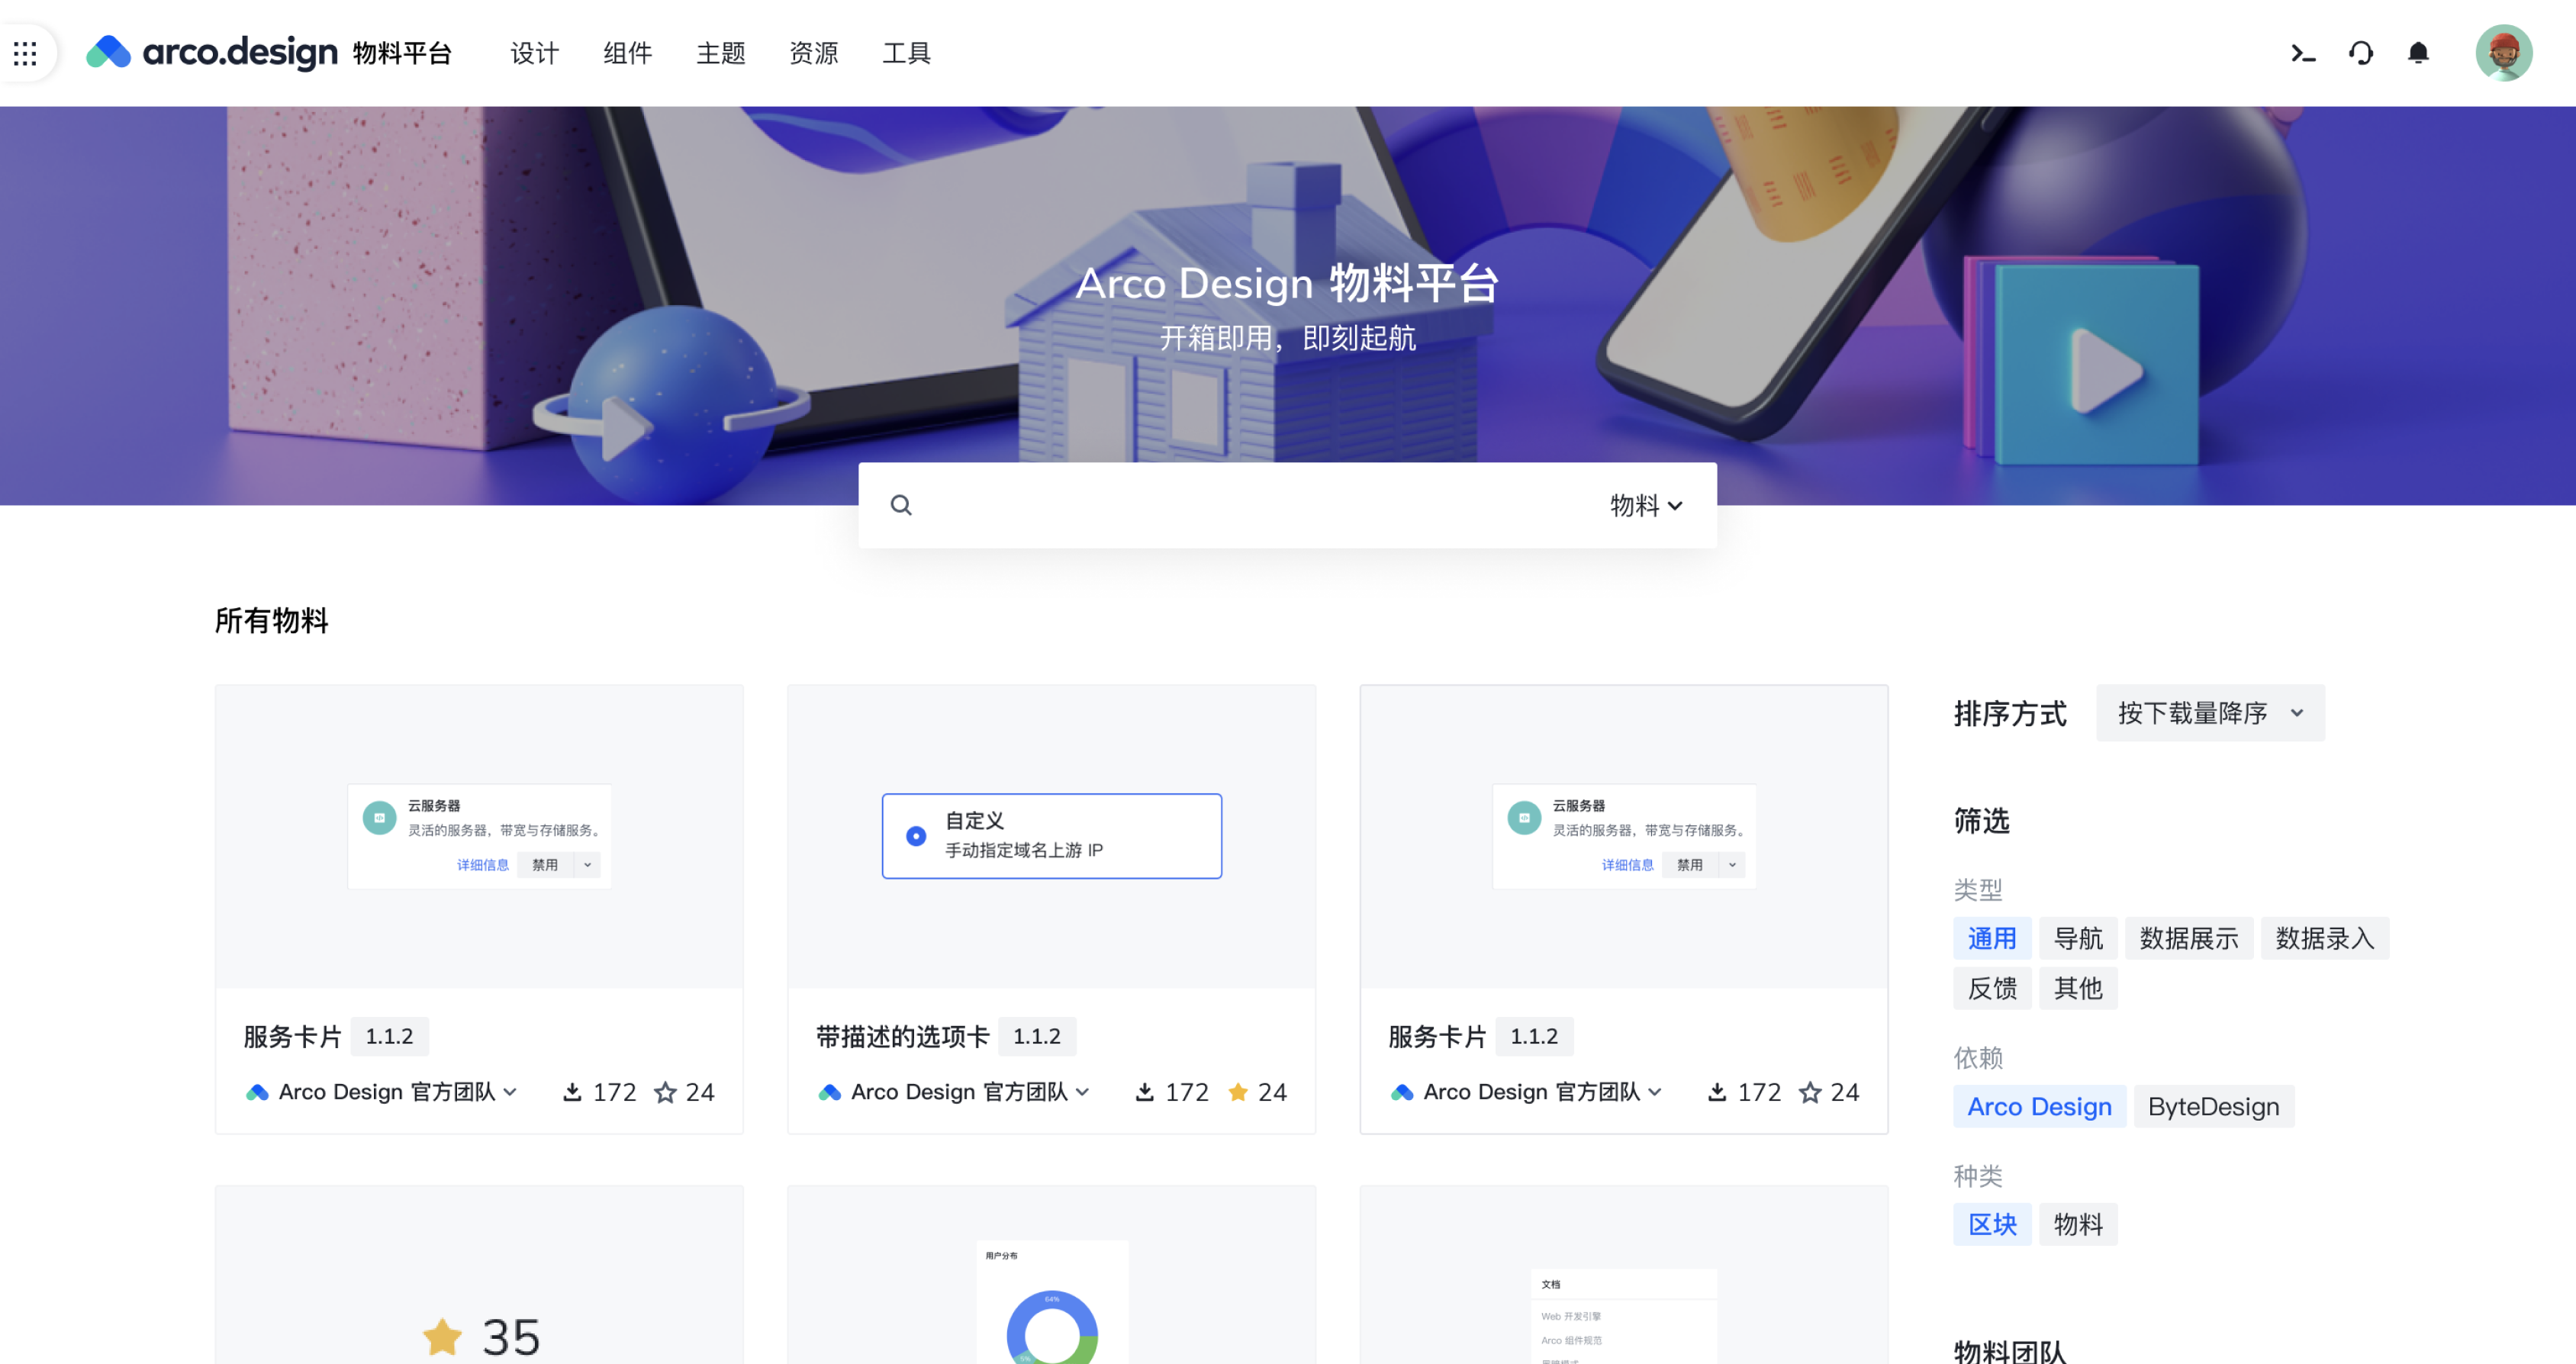 arco.design 物料平台 设计 组件 主题 资源 工具
Arco Design 物料平台
开箱即用，即刻起航
物料
所有物料
云服务器
灵活的服务器，带宽与存储服务。
详细信息 禁用
服务卡片 1.1.2
Arco Design 官方团队 172 24
自定义
手动指定域名上游 IP
带描述的选项卡 1.1.2
Arco Design 官方团队 172 24
云服务器
灵活的服务器，带宽与存储服务。
详细信息 禁用
服务卡片 1.1.2
Arco Design 官方团队 172 24
35
用户分布
64%
5%
文档
Web 开发引擎
Arco 组件规范
排序方式 按下载量降序
筛选
类型
通用 导航 数据展示 数据录入
反馈 其他
依赖
Arco Design ByteDesign
种类
区块 物料
物料团队